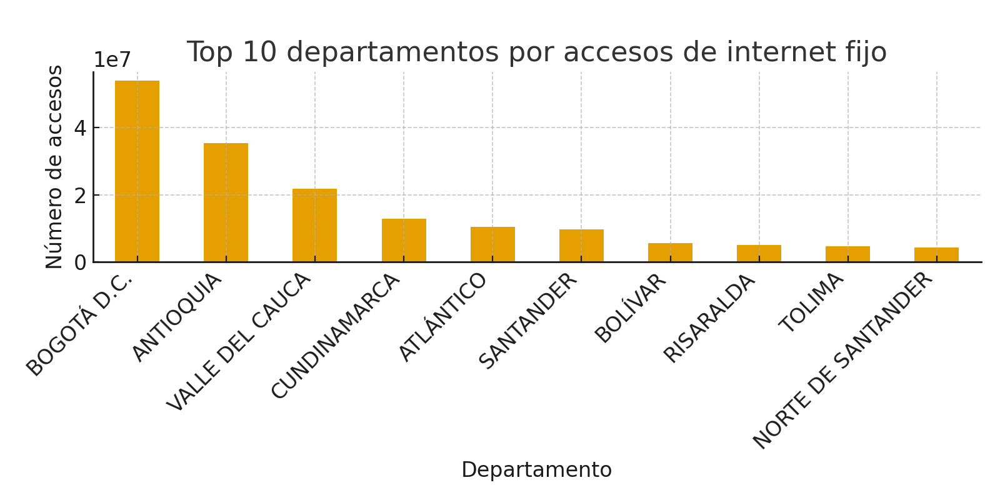 Top 10 departamentos por accesos de internet fijo
1e7
Número de accesos
4
2
0
BOGOTÁ D.C.
ANTIOQUIA
VALLE DEL CAUCA
CUNDINAMARCA
ATLÁNTICO
SANTANDER
BOLÍVAR
RISARALDA
TOLIMA
NORTE DE SANTANDER
Departamento